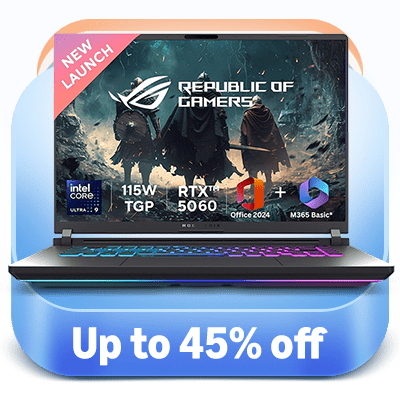 NEW
LAUNCH
REPUBLIC OF
GAMERS
intel
CORE
ULTRA 9
115W
TGP
RTX™
5060
Office 2024
+
M365 Basic*
Up to 45% off